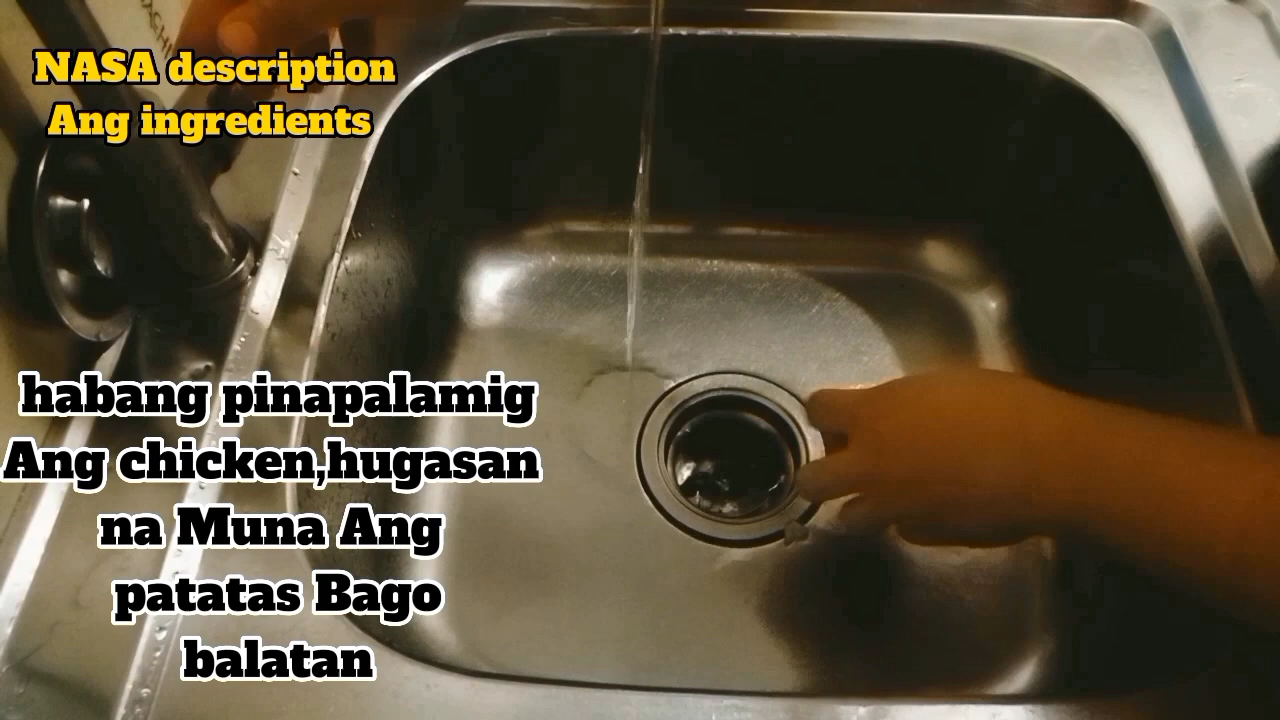 NASA description
Ang ingredients
habang pinapalamig
Ang chicken,hugasan
na Muna Ang
patatas Bago
balatan